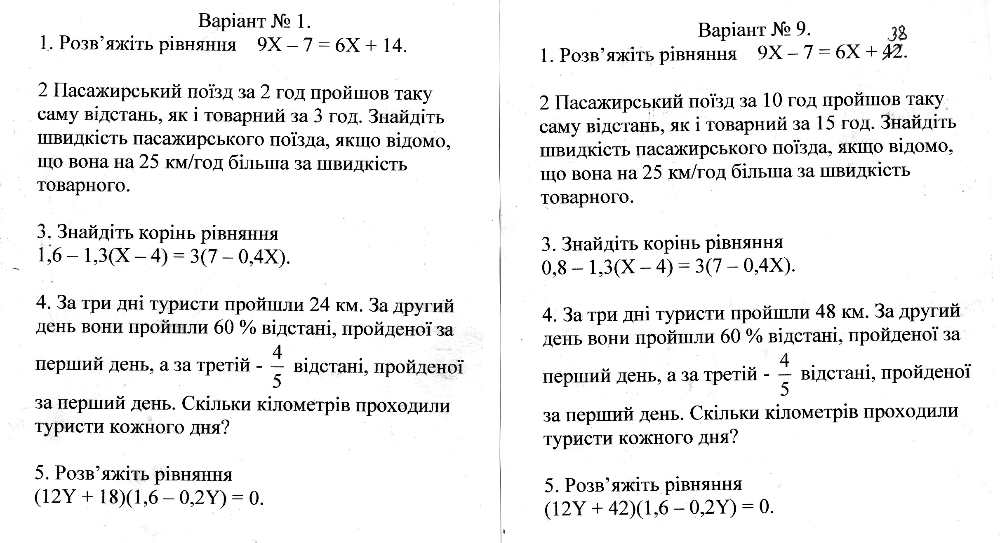 Варіант № 1.
1. Розв’яжіть рівняння 9X – 7 = 6X + 14.
2 Пасажирський поїзд за 2 год пройшов таку
саму відстань, як і товарний за 3 год. Знайдіть
швидкість пасажирського поїзда, якщо відомо,
що вона на 25 км/год більша за швидкість
товарного.
3. Знайдіть корінь рівняння
1,6 – 1,3(X – 4) = 3(7 – 0,4X).
4. За три дні туристи пройшли 24 км. За другий
день вони пройшли 60 % відстані, пройденої за
перший день, а за третій - 4/5 відстані, пройденої
за перший день. Скільки кілометрів проходили
туристи кожного дня?
5. Розв’яжіть рівняння
(12Y + 18)(1,6 – 0,2Y) = 0.
Варіант № 9.
38
1. Розв’яжіть рівняння 9X – 7 = 6X + 42.
2 Пасажирський поїзд за 10 год пройшов таку
саму відстань, як і товарний за 15 год. Знайдіть
швидкість пасажирського поїзда, якщо відомо,
що вона на 25 км/год більша за швидкість
товарного.
3. Знайдіть корінь рівняння
0,8 – 1,3(X – 4) = 3(7 – 0,4X).
4. За три дні туристи пройшли 48 км. За другий
день вони пройшли 60 % відстані, пройденої за
перший день, а за третій - 4/5 відстані, пройденої
за перший день. Скільки кілометрів проходили
туристи кожного дня?
5. Розв’яжіть рівняння
(12Y + 42)(1,6 – 0,2Y) = 0.